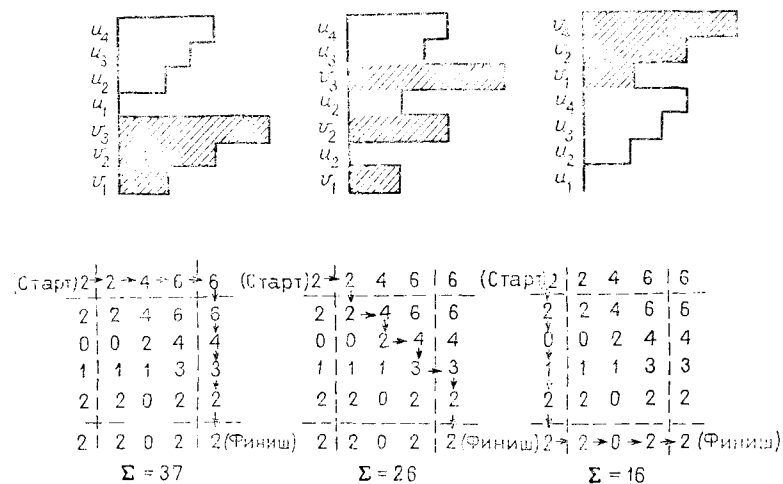 u₄ u₄ v₃
u₃ u₃ v₂
u₂ v₃ v₁
u₁ u₂ u₄
v₃ v₂ u₃
v₂ u₂ u₂
v₁ v₁ u₁
(Старт) 2 2 4 6 6 (Старт) 2 2 4 6 6 (Старт) 2 2 4 6 6
2 2 4 6 6 2 2 4 6 6 2 2 4 6 6
0 0 2 4 4 0 0 2 4 4 0 0 2 4 4
1 1 1 3 3 1 1 1 3 3 1 1 1 3 3
2 2 0 2 2 2 2 0 2 2 2 2 0 2 2
2 2 0 2 2 (Финиш) 2 2 0 2 2 (Финиш) 2 2 0 2 2 (Финиш)
Σ = 37 Σ = 26 Σ = 16